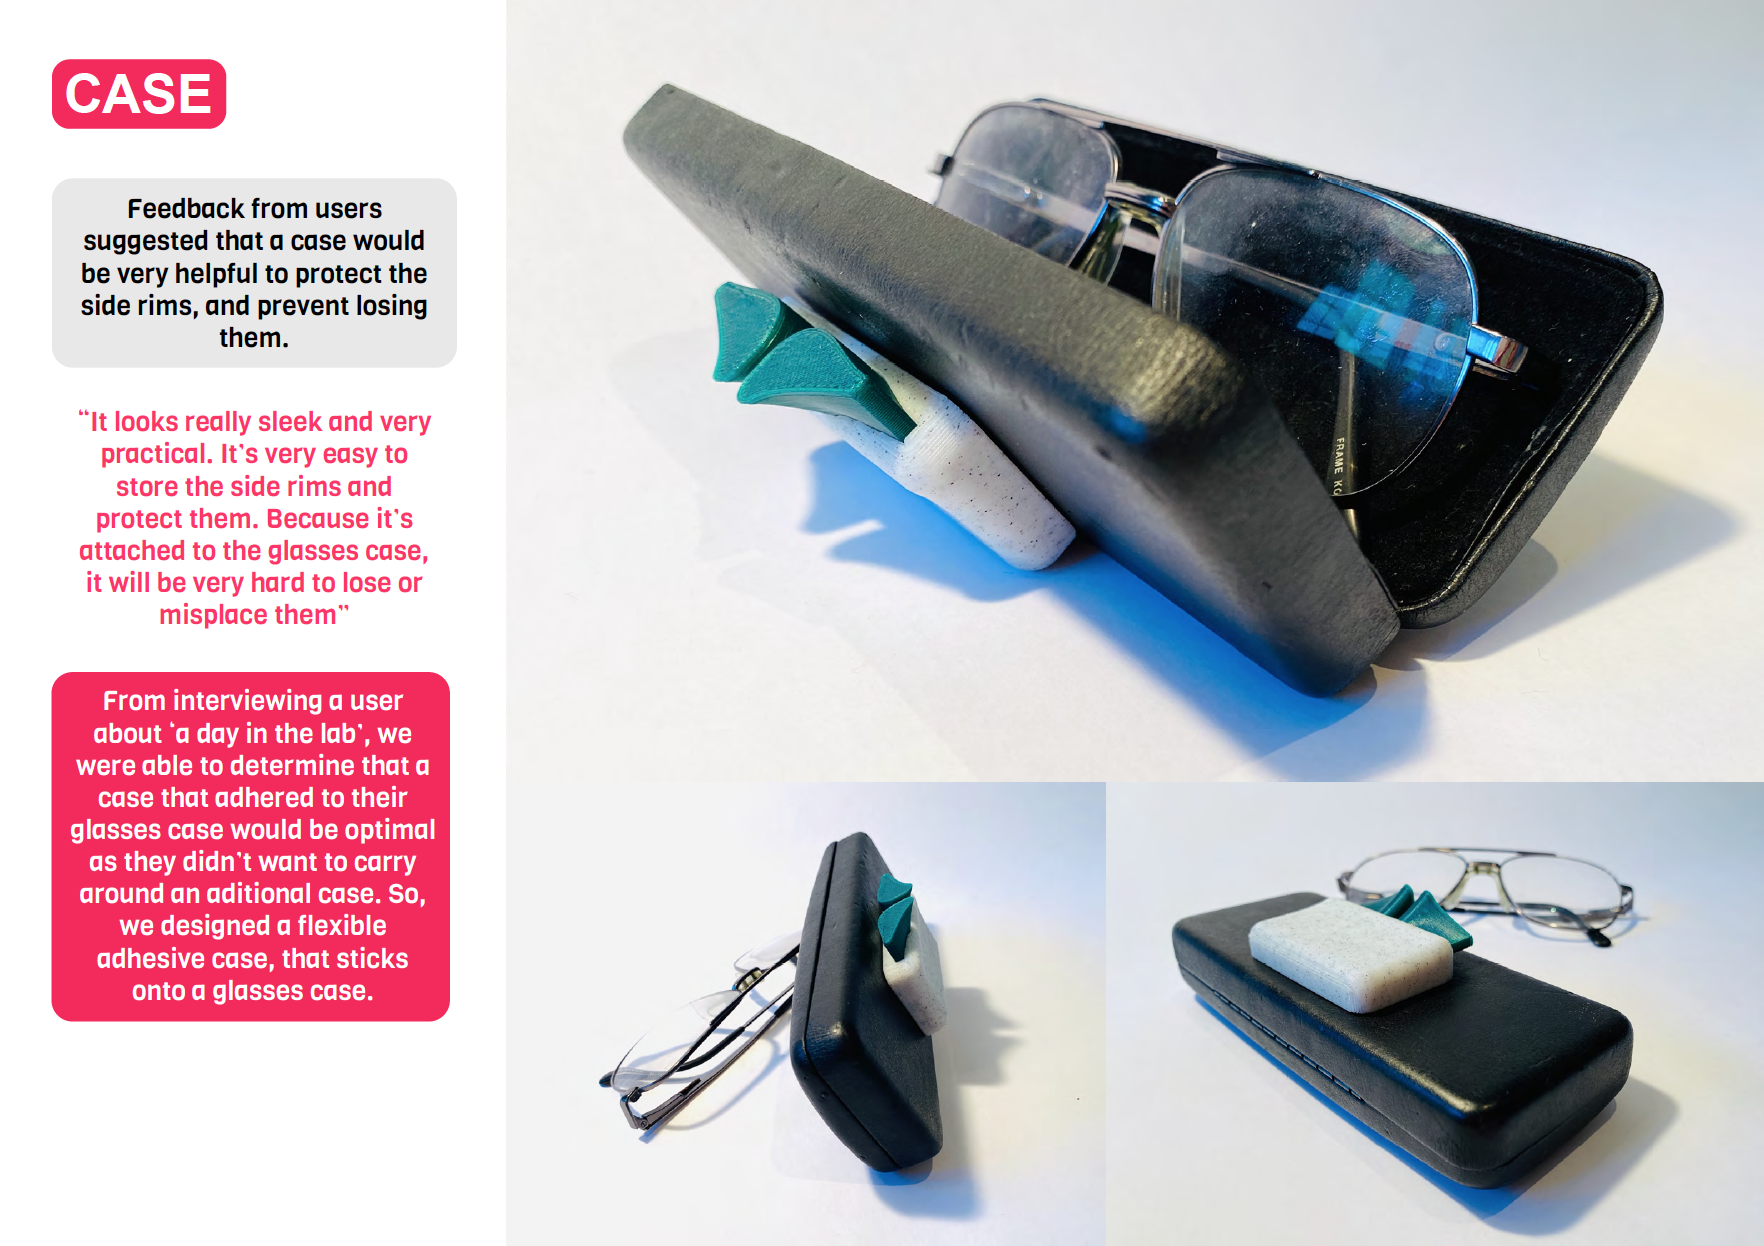 CASE
Feedback from users
suggested that a case would
be very helpful to protect the
side rims, and prevent losing
them.
“It looks really sleek and very
practical. It’s very easy to
store the side rims and
protect them. Because it’s
attached to the glasses case,
it will be very hard to lose or
misplace them”
From interviewing a user
about ‘a day in the lab’, we
were able to determine that a
case that adhered to their
glasses case would be optimal
as they didn’t want to carry
around an aditional case. So,
we designed a flexible
adhesive case, that sticks
onto a glasses case.
FRAME KO